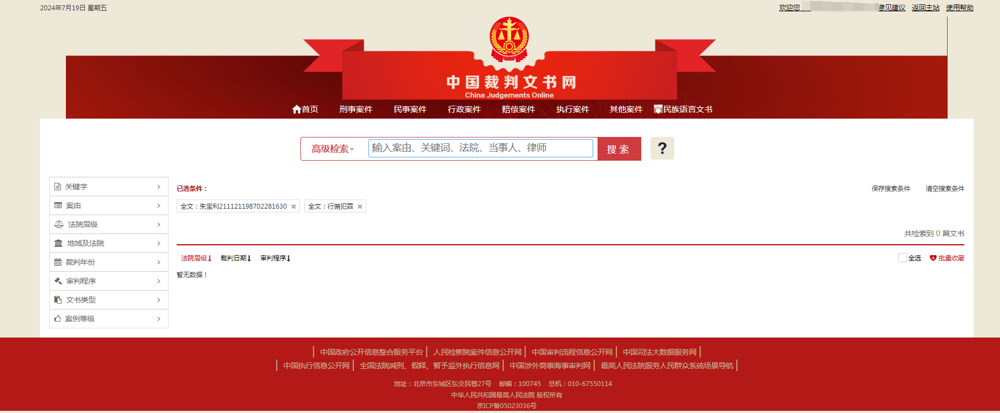 2024年7月19日 星期五
欢迎您， 意见建议 返回主站 使用帮助
中国裁判文书网
China Judgements Online
首页 刑事案件 民事案件 行政案件 赔偿案件 执行案件 其他案件 民族语言文书
高级检索 输入案由、关键词、法院、当事人、律师 搜索 ?
关键字
案由
法院层级
地域及法院
裁判年份
审判程序
文书类型
案例等级
已选条件： 保存搜索条件 清空搜索条件
全文：朱宝利211121198702281630 全文：行贿犯罪
共检索到 0 篇文书
法院层级 裁判日期 审判程序 全选 批量收藏
暂无数据！
中国政府公开信息整合服务平台 | 人民检察院案件信息公开网 | 中国审判流程信息公开网 | 中国司法大数据服务网
中国执行信息公开网 | 全国法院减刑、假释、暂予监外执行信息网 | 中国涉外商事海事审判网 | 最高人民法院服务人民群众系统场景导航
地址：北京市东城区东交民巷27号 邮编：100745 总机：010-67550114
中华人民共和国最高人民法院 版权所有
京ICP备05023036号